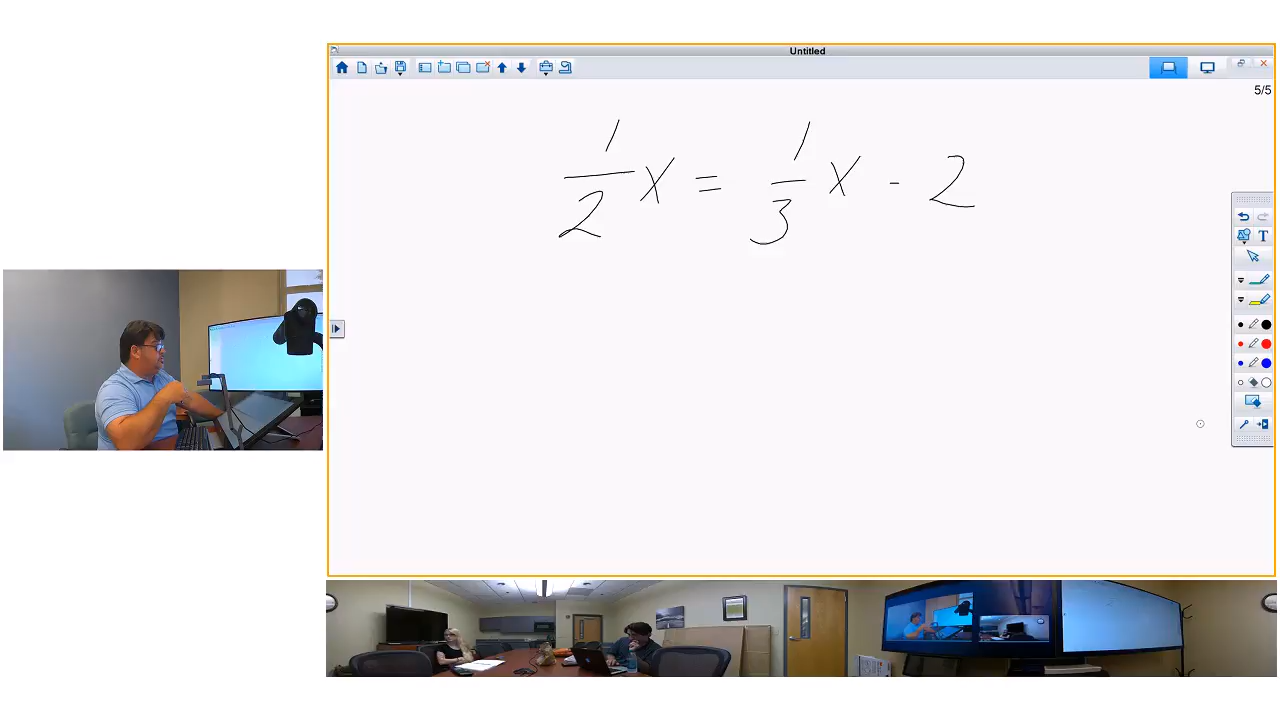 Untitled
5/5
T
1/2 x = 1/3 x - 2